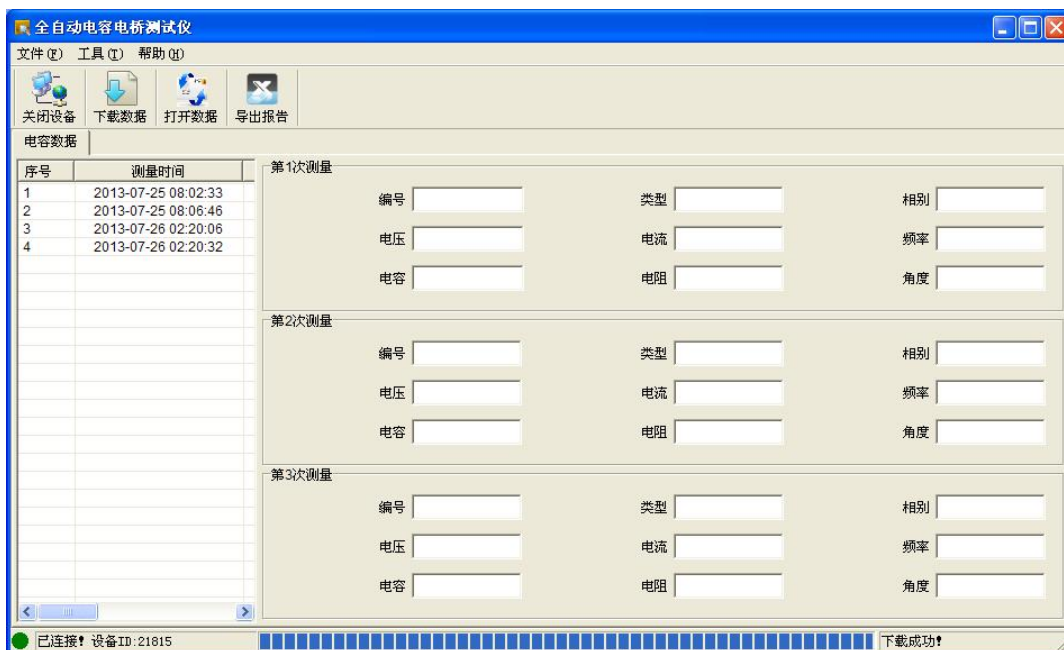 全自动电容电桥测试仪
文件(F) 工具(T) 帮助(H)
关闭设备 下载数据 打开数据 导出报告
电容数据
序号 测量时间
1 2013-07-25 08:02:33
2 2013-07-25 08:06:46
3 2013-07-26 02:20:06
4 2013-07-26 02:20:32
第1次测量
编号 类型 相别
电压 电流 频率
电容 电阻 角度
第2次测量
编号 类型 相别
电压 电流 频率
电容 电阻 角度
第3次测量
编号 类型 相别
电压 电流 频率
电容 电阻 角度
已连接! 设备ID:21815 下载成功!